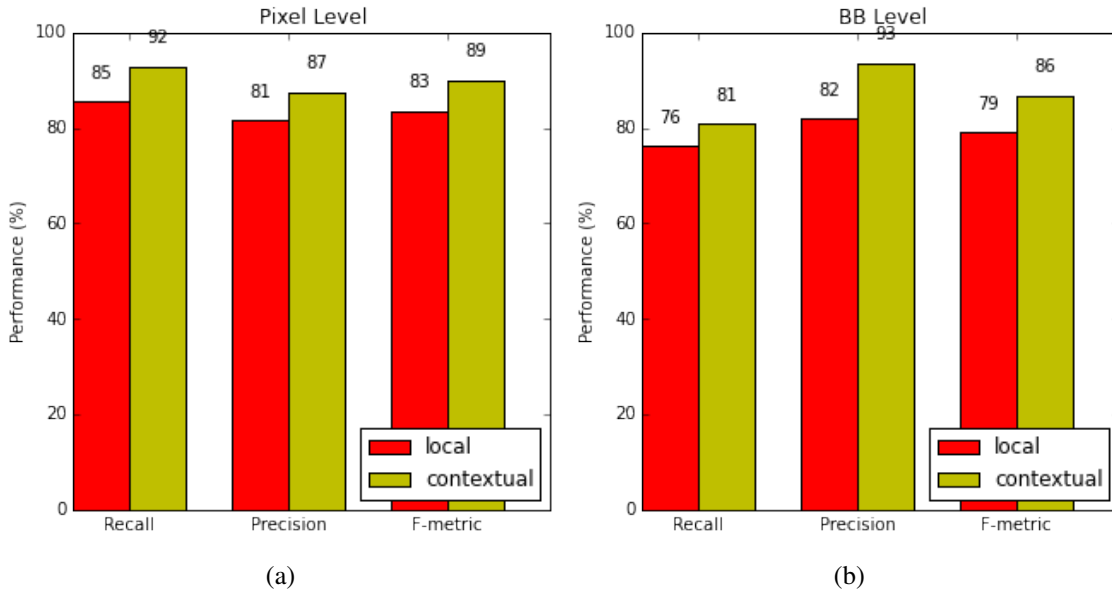 Pixel Level
100
80
60
40
20
0
Performance (%)
85
92
81
87
83
89
local
contextual
Recall
Precision
F-metric
(a)
BB Level
100
80
60
40
20
0
Performance (%)
76
81
82
93
79
86
local
contextual
Recall
Precision
F-metric
(b)